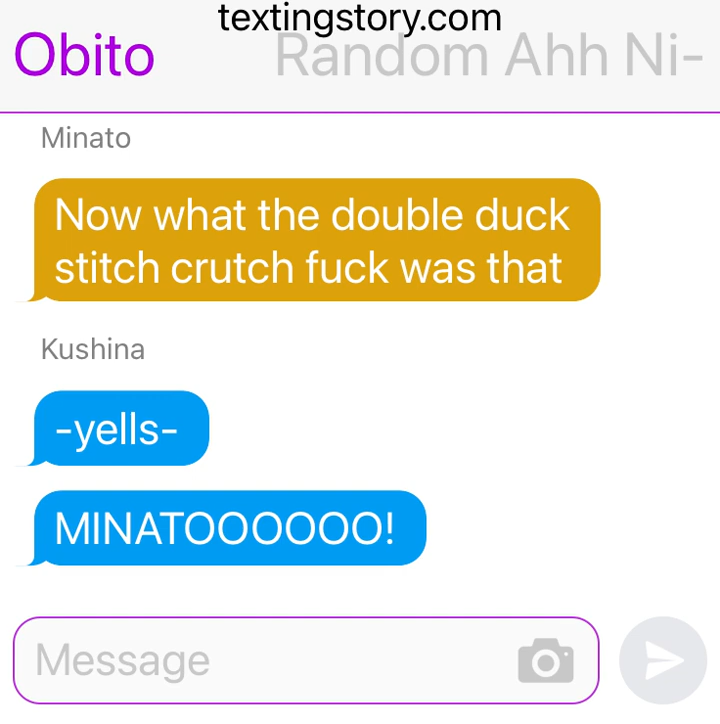 textingstory.com
Obito Random Ahh Ni-
Minato
Now what the double duck
stitch crutch fuck was that
Kushina
-yells-
MINATOOOOOO!
Message